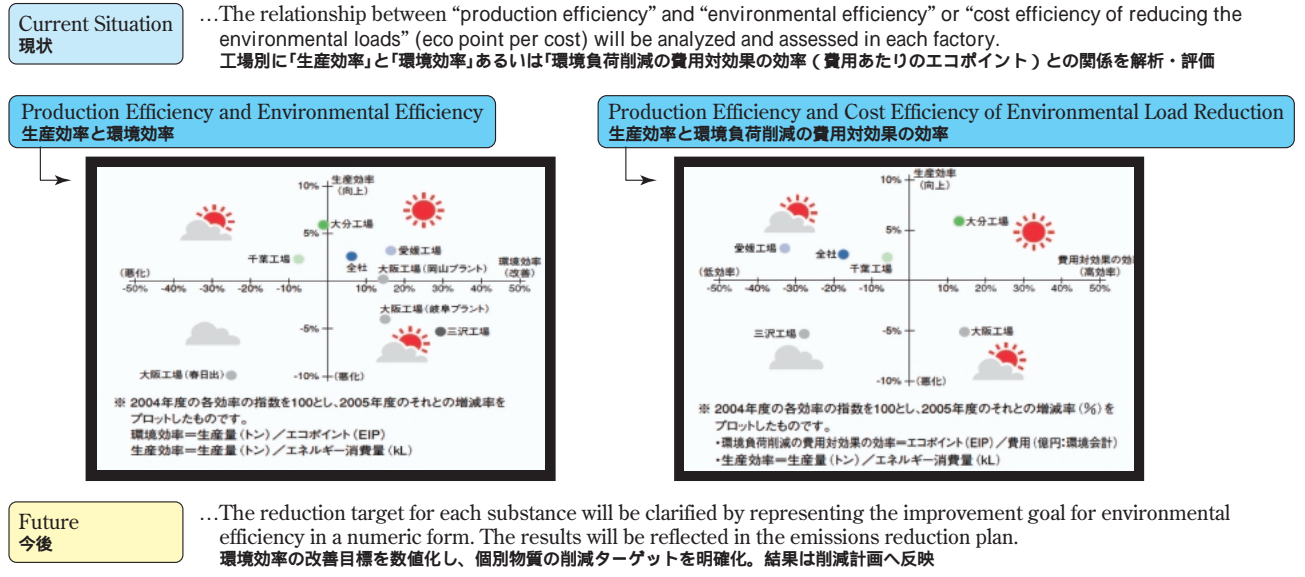 Current Situation
現状
…The relationship between “production efficiency” and “environmental efficiency” or “cost efficiency of reducing the
environmental loads” (eco point per cost) will be analyzed and assessed in each factory.
工場別に「生産効率」と「環境効率」あるいは「環境負荷削減の費用対効果の効率（費用あたりのエコポイント）との関係を解析・評価
Production Efficiency and Environmental Efficiency
生産効率と環境効率
10%
生産効率
(向上)
大分工場
5%
愛媛工場
千葉工場
全社
大阪工場(岡山プラント)
環境効率
(改善)
(悪化)
-50% -40% -30% -20% -10% 10% 20% 30% 40% 50%
大阪工場(岐阜プラント)
-5%
三沢工場
大阪工場(春日出)
-10%
(悪化)
※ 2004年度の各効率の指数を100とし、2005年度のそれとの増減率を
プロットしたものです。
環境効率＝生産量(トン)／エコポイント(EIP)
生産効率＝生産量(トン)／エネルギー消費量(kL)
Production Efficiency and Cost Efficiency of Environmental Load Reduction
生産効率と環境負荷削減の費用対効果の効率
10%
生産効率
(向上)
大分工場
5%
愛媛工場
全社
千葉工場
費用対効果の効
(高効率)
(低効率)
-50% -40% -30% -20% -10% 10% 20% 30% 40% 50%
-5%
三沢工場
大阪工場
-10%
(悪化)
※ 2004年度の各効率の指数を100とし、2005年度のそれとの増減率(%)を
プロットしたものです。
・環境負荷削減の費用対効果の効率＝エコポイント(EIP)／費用(億円:環境会計)
・生産効率＝生産量(トン)／エネルギー消費量(kL)
Future
今後
…The reduction target for each substance will be clarified by representing the improvement goal for environmental
efficiency in a numeric form. The results will be reflected in the emissions reduction plan.
環境効率の改善目標を数値化し、個別物質の削減ターゲットを明確化。結果は削減計画へ反映